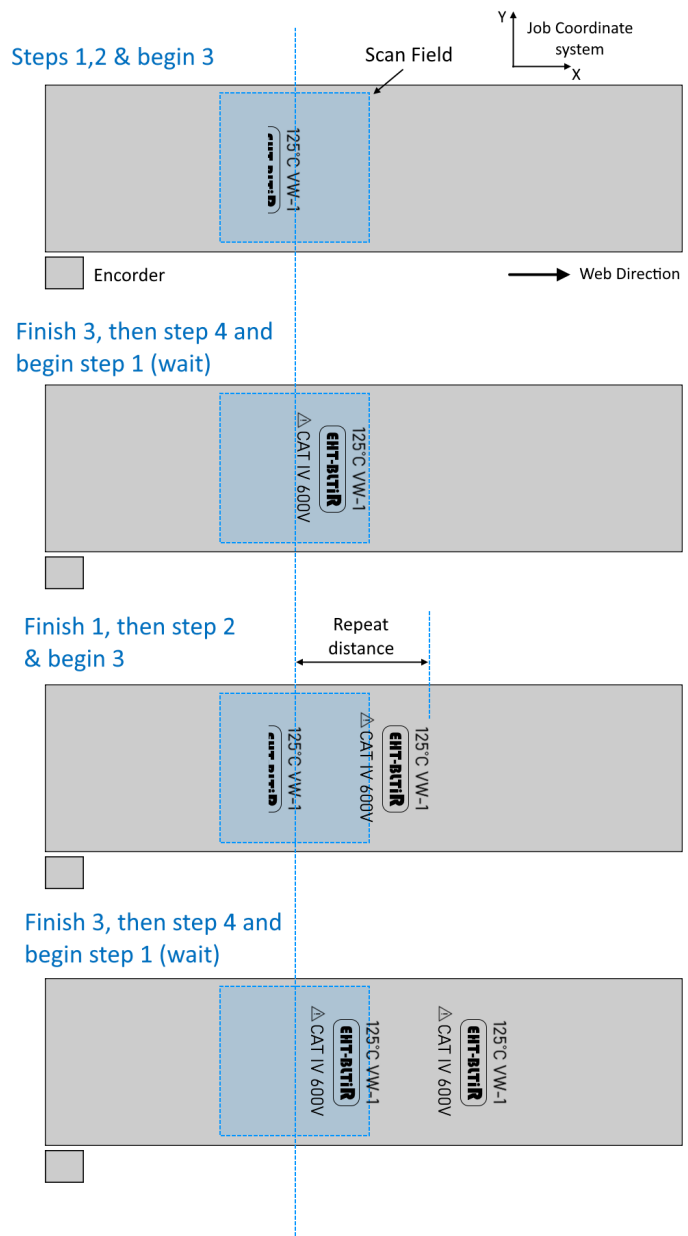 Y
Job Coordinate
system
X
Steps 1,2 & begin 3
Scan Field
125°C VW-1
Encorder
Web Direction
Finish 3, then step 4 and
begin step 1 (wait)
125°C VW-1
EHT-BLTiR
⚠ CAT IV 600V
Finish 1, then step 2
& begin 3
Repeat
distance
125°C VW-1
125°C VW-1
EHT-BLTiR
⚠ CAT IV 600V
Finish 3, then step 4 and
begin step 1 (wait)
125°C VW-1
EHT-BLTiR
⚠ CAT IV 600V
125°C VW-1
EHT-BLTiR
⚠ CAT IV 600V